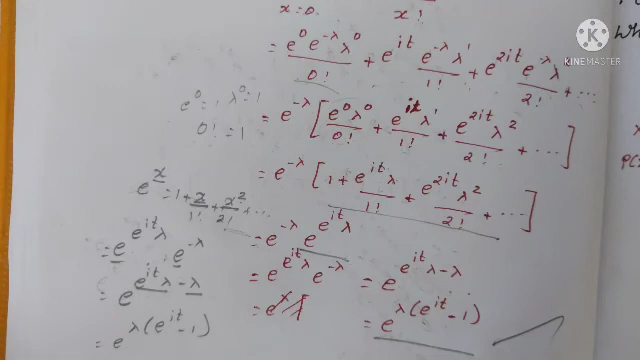 x=0. x!
KINEMASTER
= e^0 e^-λ λ^0 / 0! + e^it e^-λ λ^1 / 1! + e^2it e^-λ λ / 2! + ...
e^0 = 1 λ^0 = 1
0! = 1
= e^-λ [ e^0 λ^0 / 0! + e^it λ^1 / 1! + e^2it λ^2 / 2! + ... ]
= e^-λ [ 1 + e^it λ / 1! + e^2it λ^2 / 2! + ... ]
e^x = 1 + x / 1! + x^2 / 2! + ...
= e^-λ e^e^it λ
= e^e^it λ e^-λ
= e^e^it λ - λ
= e^λ(e^it - 1)
= e^e^it λ e^-λ
= e^e^it λ - λ
= e^λ(e^it - 1)